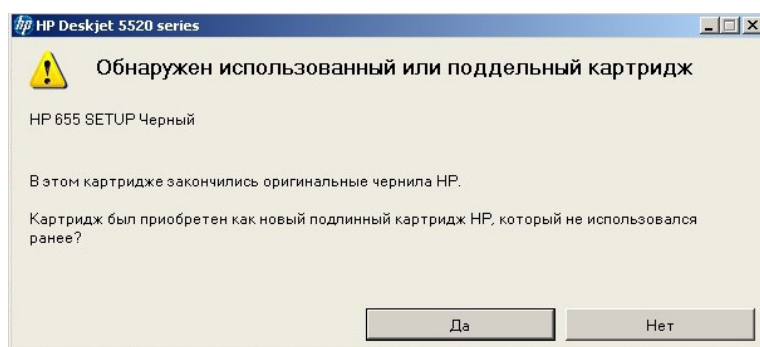 HP Deskjet 5520 series
Обнаружен использованный или поддельный картридж
HP 655 SETUP Черный
В этом картридже закончились оригинальные чернила HP.
Картридж был приобретен как новый подлинный картридж HP, который не использовался
ранее?
Да
Нет